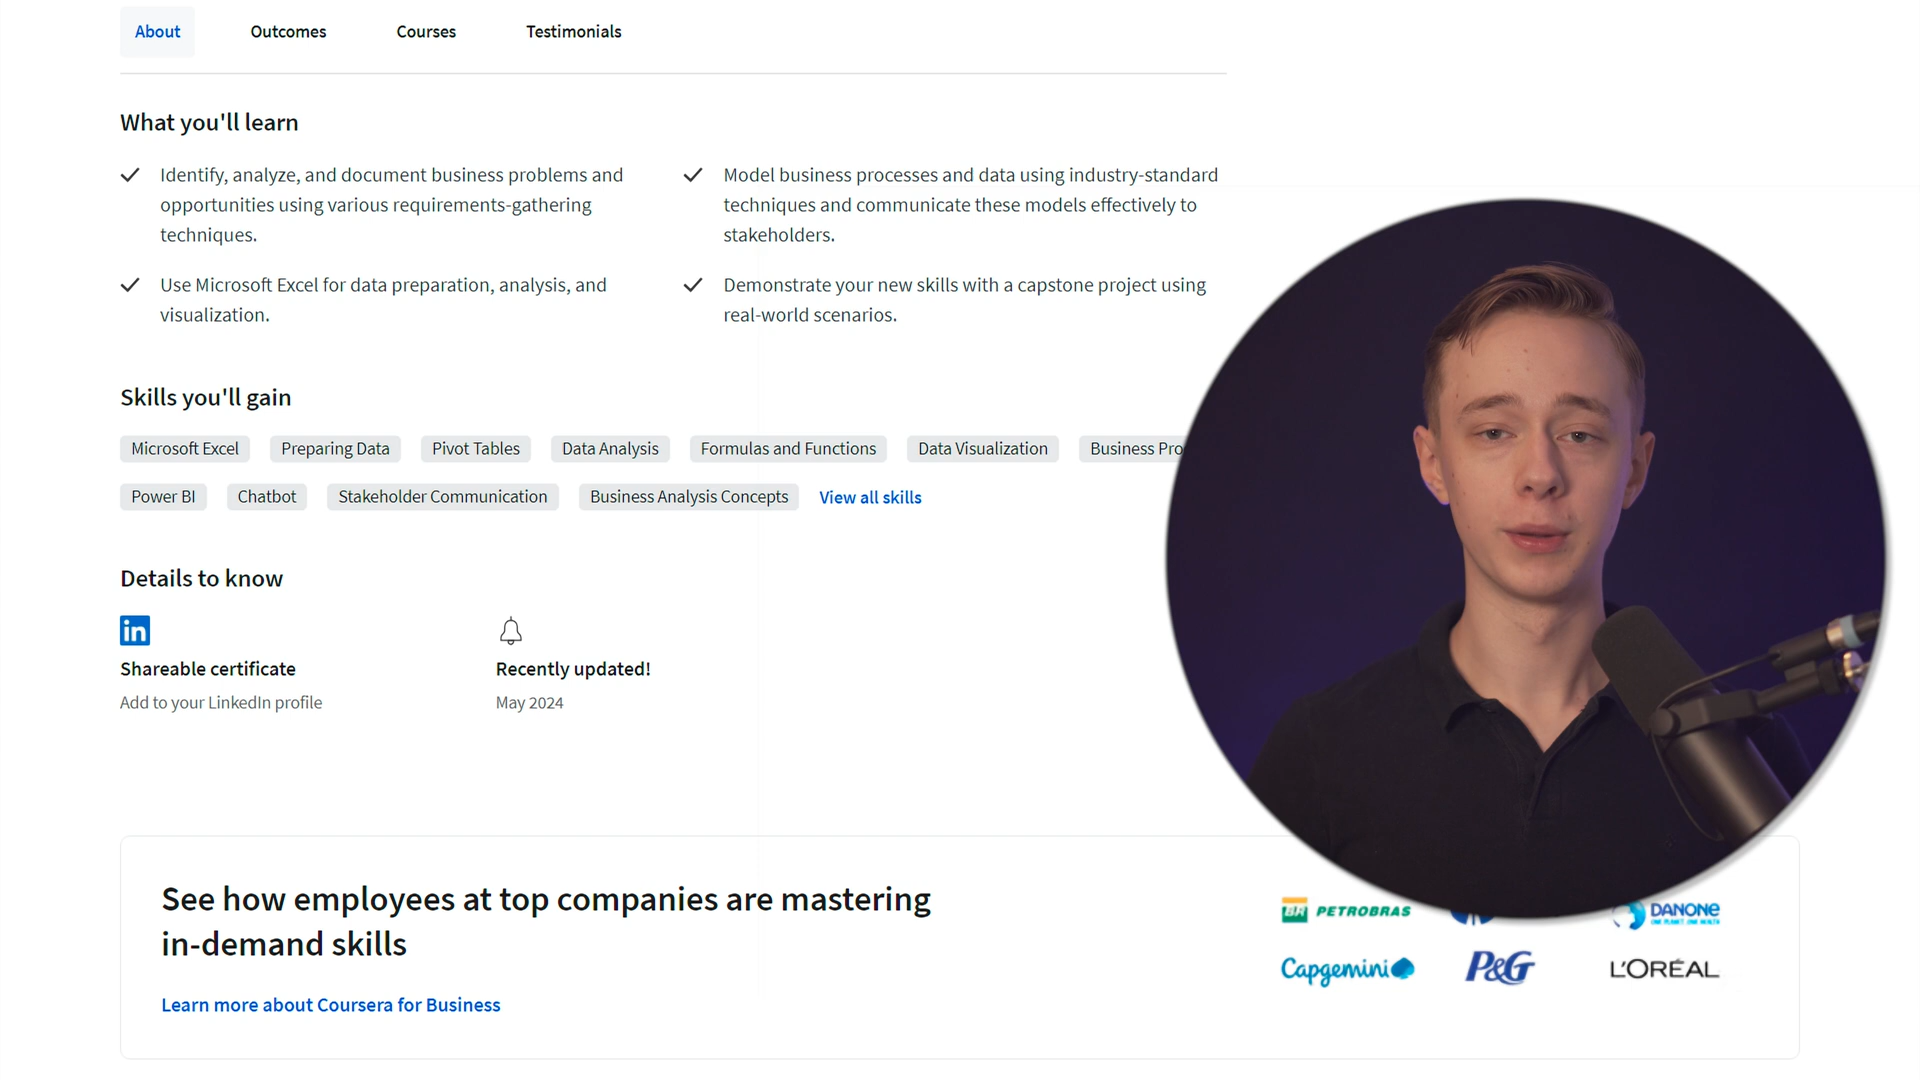 About
Outcomes
Courses
Testimonials
What you'll learn
Identify, analyze, and document business problems and
opportunities using various requirements-gathering
techniques.
Model business processes and data using industry-standard
techniques and communicate these models effectively to
stakeholders.
Use Microsoft Excel for data preparation, analysis, and
visualization.
Demonstrate your new skills with a capstone project using
real-world scenarios.
Skills you'll gain
Microsoft Excel
Preparing Data
Pivot Tables
Data Analysis
Formulas and Functions
Data Visualization
Business
Power BI
Chatbot
Stakeholder Communication
Business Analysis Concepts
View all skills
Details to know
in
Shareable certificate
Add to your LinkedIn profile
Recently updated!
May 2024
See how employees at top companies are mastering
in-demand skills
Learn more about Coursera for Business
BR PETROBRAS
DANONE
ONE PLANET. ONE HEALTH
Capgemini
P&G
L'ORÉAL